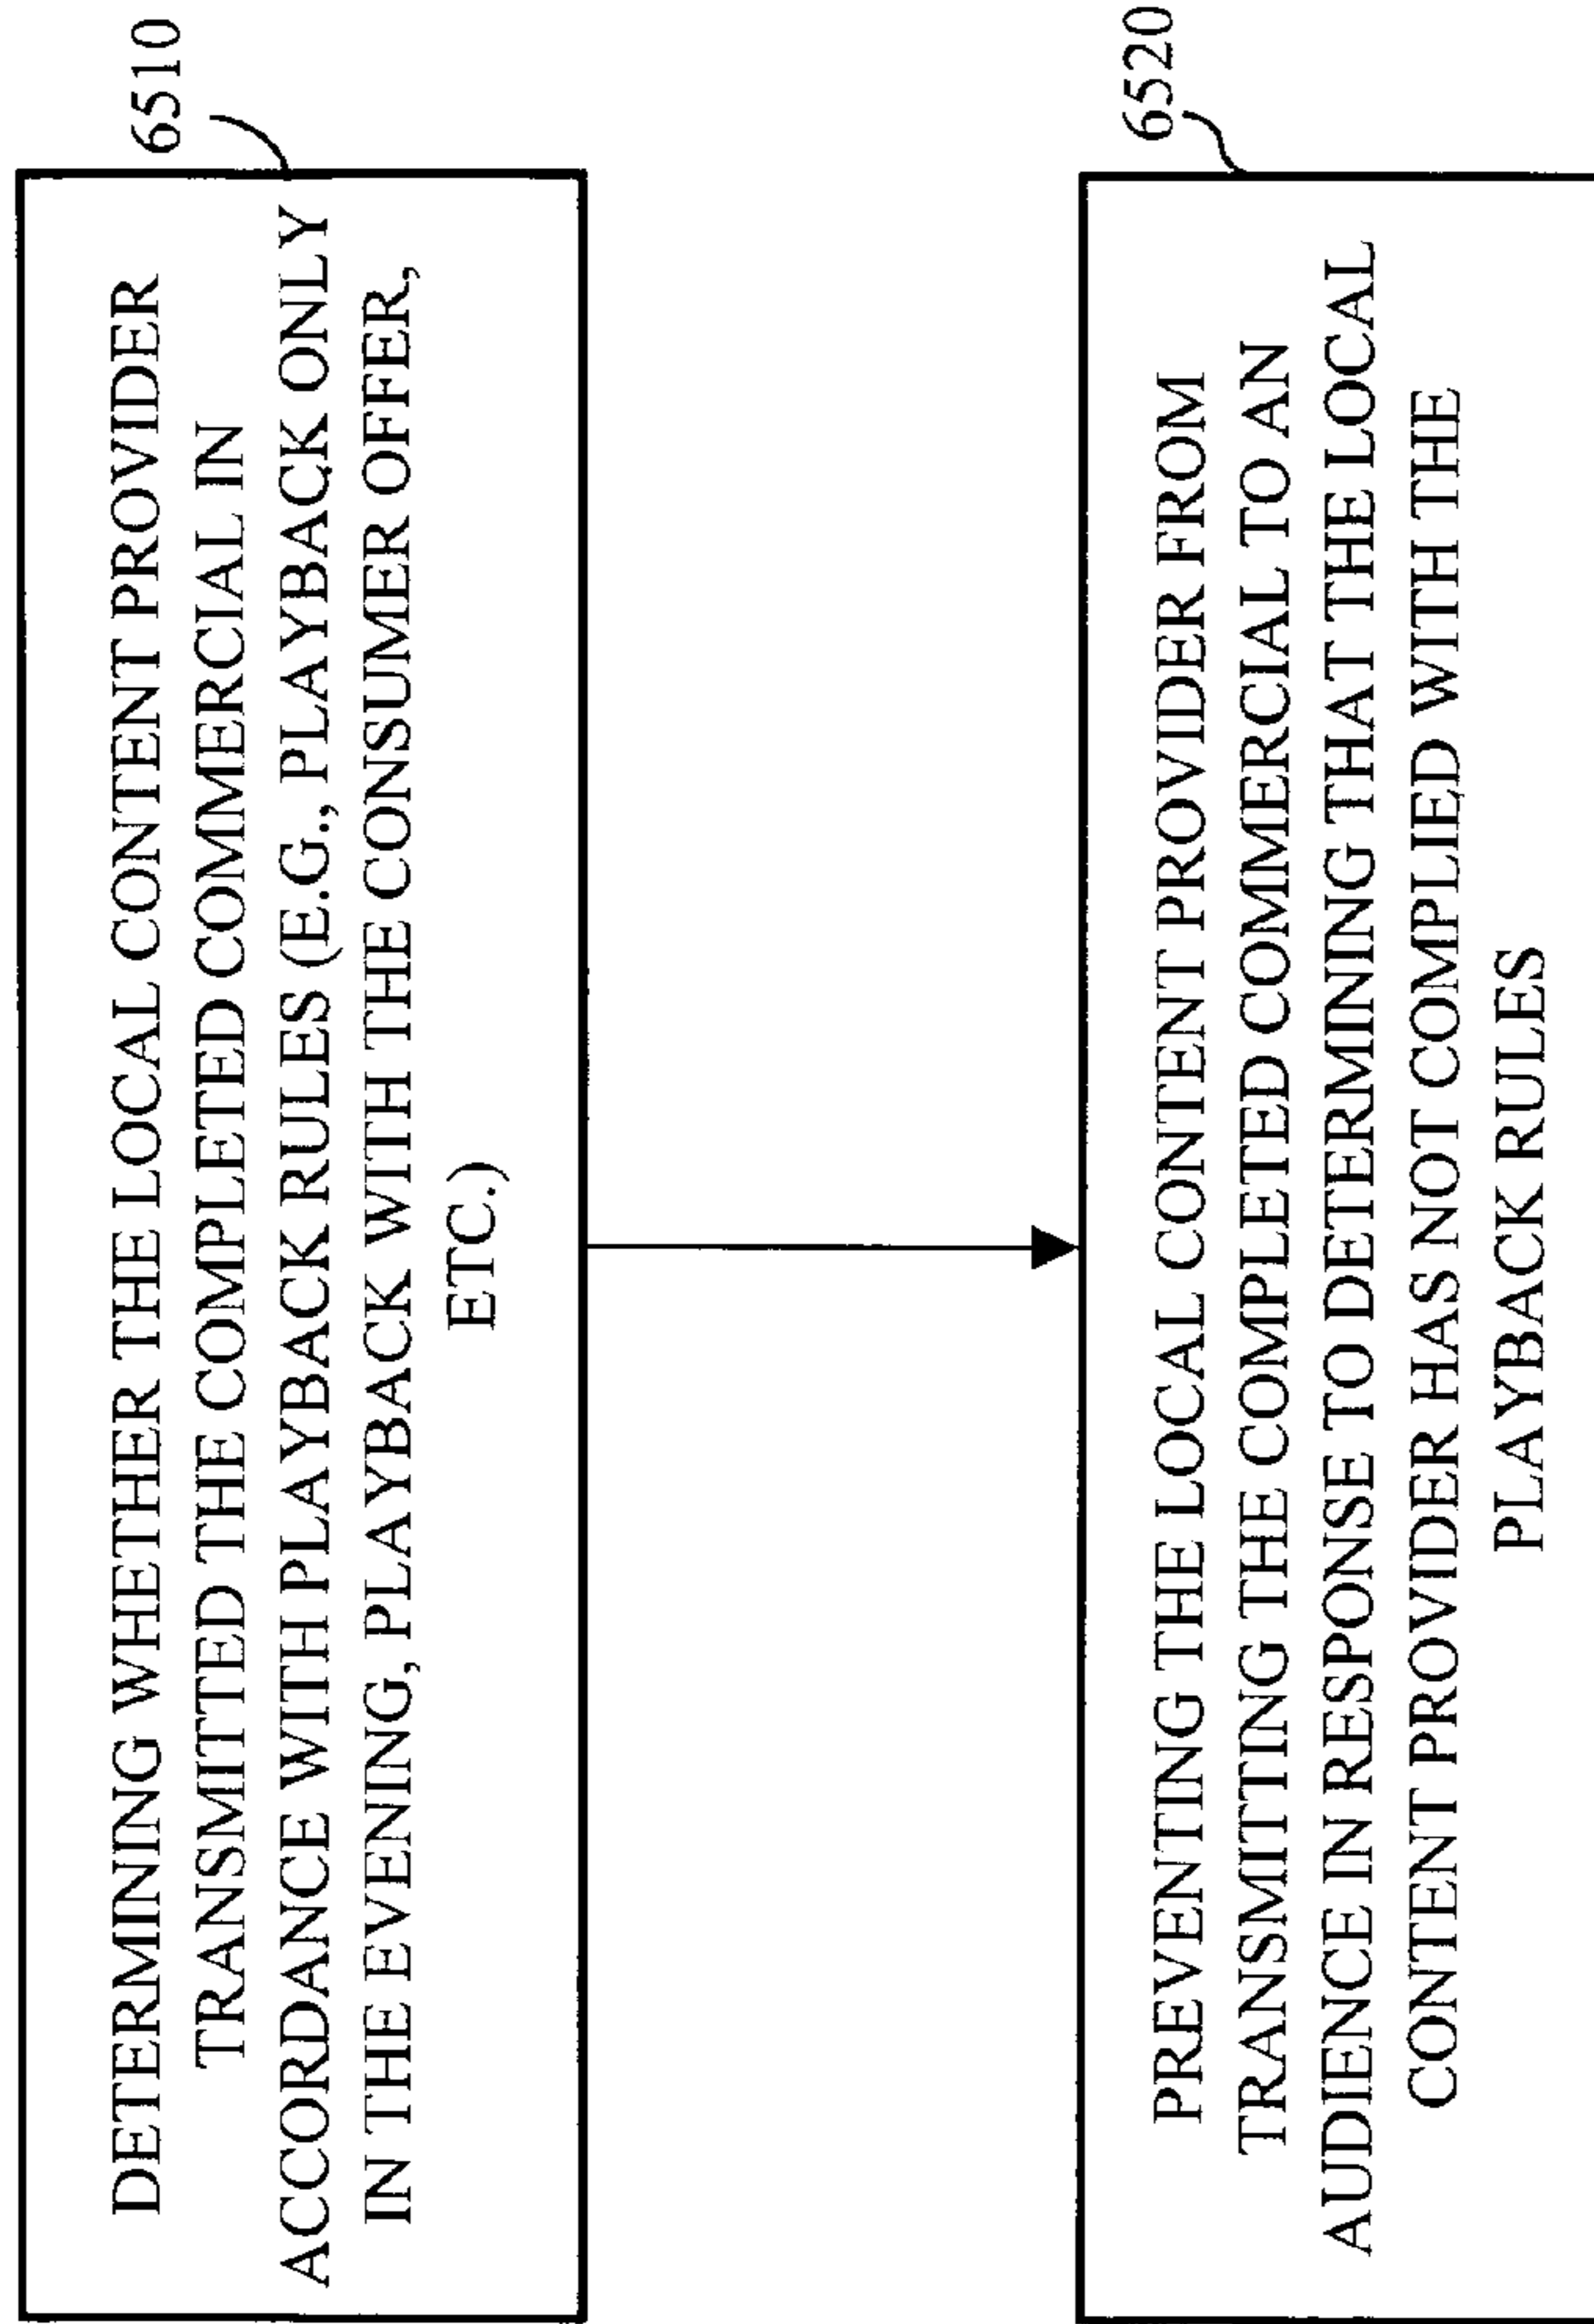 6510
DETERMINING WHETHER THE LOCAL CONTENT PROVIDER
TRANSMITTED THE COMPLETED COMMERCIAL IN
ACCORDANCE WITH PLAYBACK RULES (E.G., PLAYBACK ONLY
IN THE EVENING, PLAYBACK WITH THE CONSUMER OFFER,
ETC.)
6520
PREVENTING THE LOCAL CONTENT PROVIDER FROM
TRANSMITTING THE COMPLETED COMMERCIAL TO AN
AUDIENCE IN RESPONSE TO DETERMINING THAT THE LOCAL
CONTENT PROVIDER HAS NOT COMPLIED WITH THE
PLAYBACK RULES